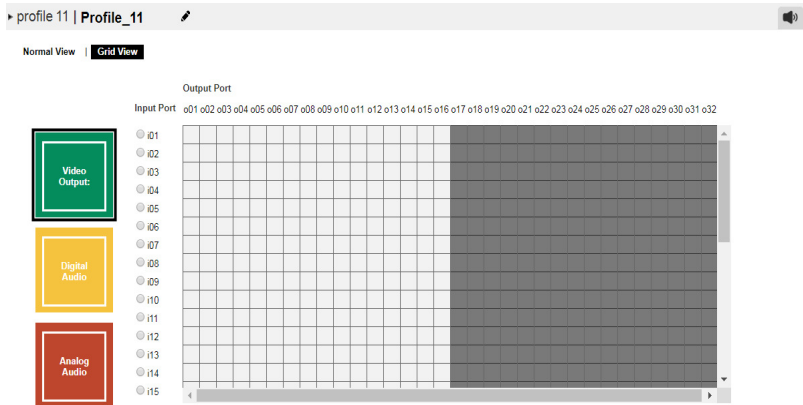 profile 11 | Profile_11
Normal View | Grid View
Output Port
Input Port o01 o02 o03 o04 o05 o06 o07 o08 o09 o10 o11 o12 o13 o14 o15 o16 o17 o18 o19 o20 o21 o22 o23 o24 o25 o26 o27 o28 o29 o30 o31 o32
i01
i02
i03
i04
i05
i06
i07
i08
i09
i10
i11
i12
i13
i14
i15
Video
Output:
Digital
Audio
Analog
Audio